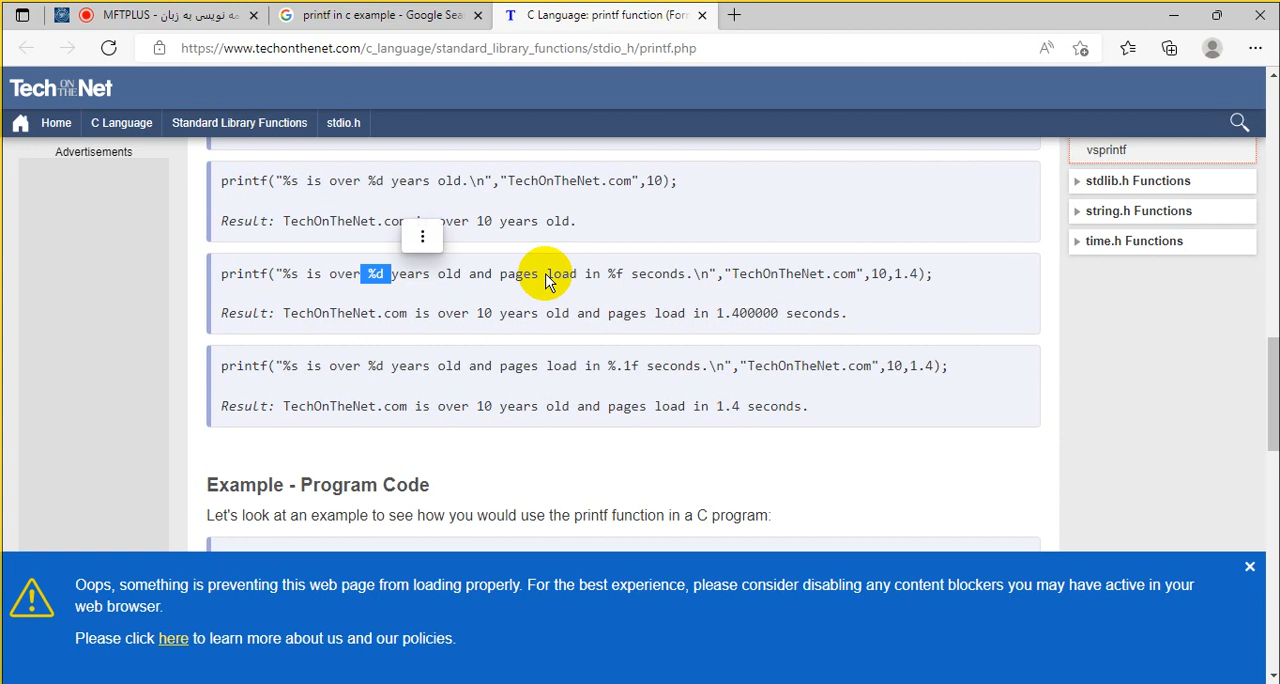 MFTPLUS - مه نویسی به زبان
printf in c example - Google Sea
C Language: printf function (For
https://www.techonthenet.com/c_language/standard_library_functions/stdio_h/printf.php
Tech ON THE Net
Home C Language Standard Library Functions stdio.h
Advertisements
printf("%s is over %d years old.\n","TechOnTheNet.com",10);
Result: TechOnTheNet.com is over 10 years old.
printf("%s is over %d years old and pages load in %f seconds.\n","TechOnTheNet.com",10,1.4);
Result: TechOnTheNet.com is over 10 years old and pages load in 1.400000 seconds.
printf("%s is over %d years old and pages load in %.1f seconds.\n","TechOnTheNet.com",10,1.4);
Result: TechOnTheNet.com is over 10 years old and pages load in 1.4 seconds.
Example - Program Code
Let's look at an example to see how you would use the printf function in a C program:
vsprintf
stdlib.h Functions
string.h Functions
time.h Functions
Oops, something is preventing this web page from loading properly. For the best experience, please consider disabling any content blockers you may have active in your
web browser.
Please click here to learn more about us and our policies.